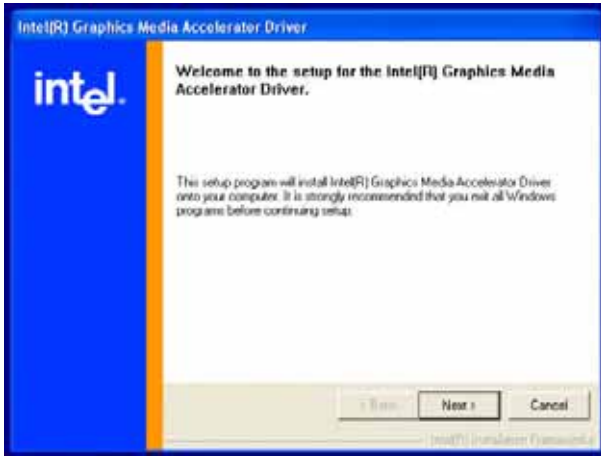 Intel(R) Graphics Media Accelerator Driver
intel.
Welcome to the setup for the Intel(R) Graphics Media
Accelerator Driver.
This setup program will install Intel(R) Graphics Media Accelerator Driver
onto your computer. It is strongly recommended that you exit all Windows
programs before continuing setup.
< Back
Next >
Cancel
Intel(R) Installation Framework